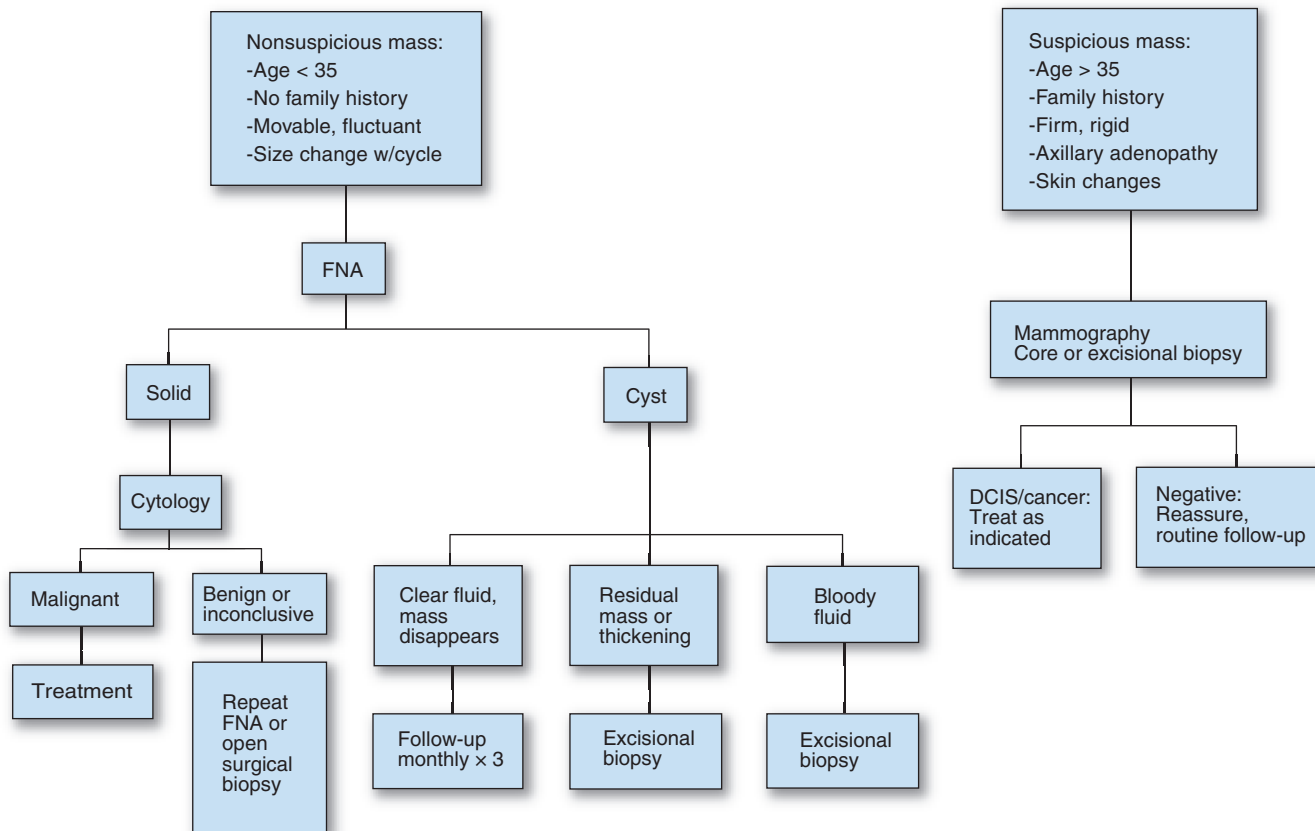 Nonsuspicious mass:
-Age < 35
-No family history
-Movable, fluctuant
-Size change w/cycle
FNA
Solid
Cyst
Cytology
Malignant
Benign or
inconclusive
Treatment
Repeat
FNA or
open
surgical
biopsy
Clear fluid,
mass
disappears
Residual
mass or
thickening
Bloody
fluid
Follow-up
monthly × 3
Excisional
biopsy
Excisional
biopsy
Suspicious mass:
-Age > 35
-Family history
-Firm, rigid
-Axillary adenopathy
-Skin changes
Mammography
Core or excisional biopsy
DCIS/cancer:
Treat as
indicated
Negative:
Reassure,
routine follow-up